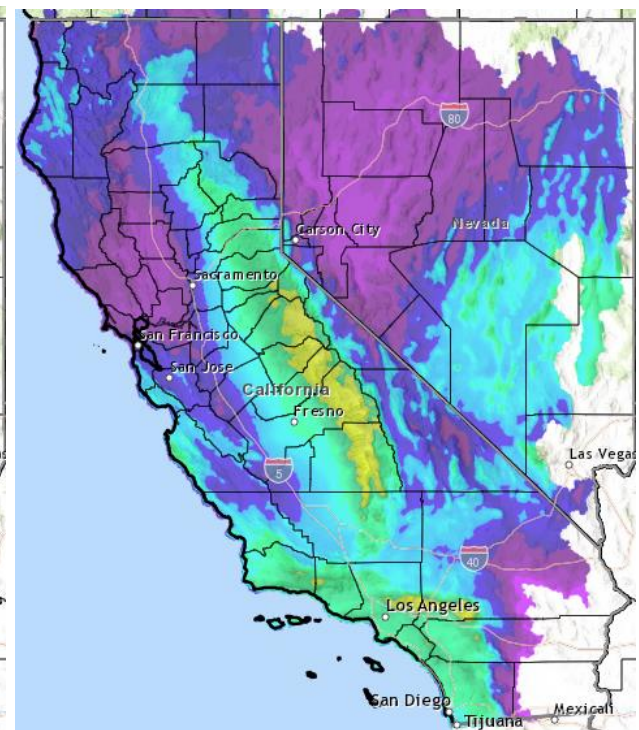 80
Nevada
Carson City
Sacramento
San Francisco
San Jose
California
Fresno
5
Las Vegas
40
Los Angeles
San Diego
Mexicali
Tijuana